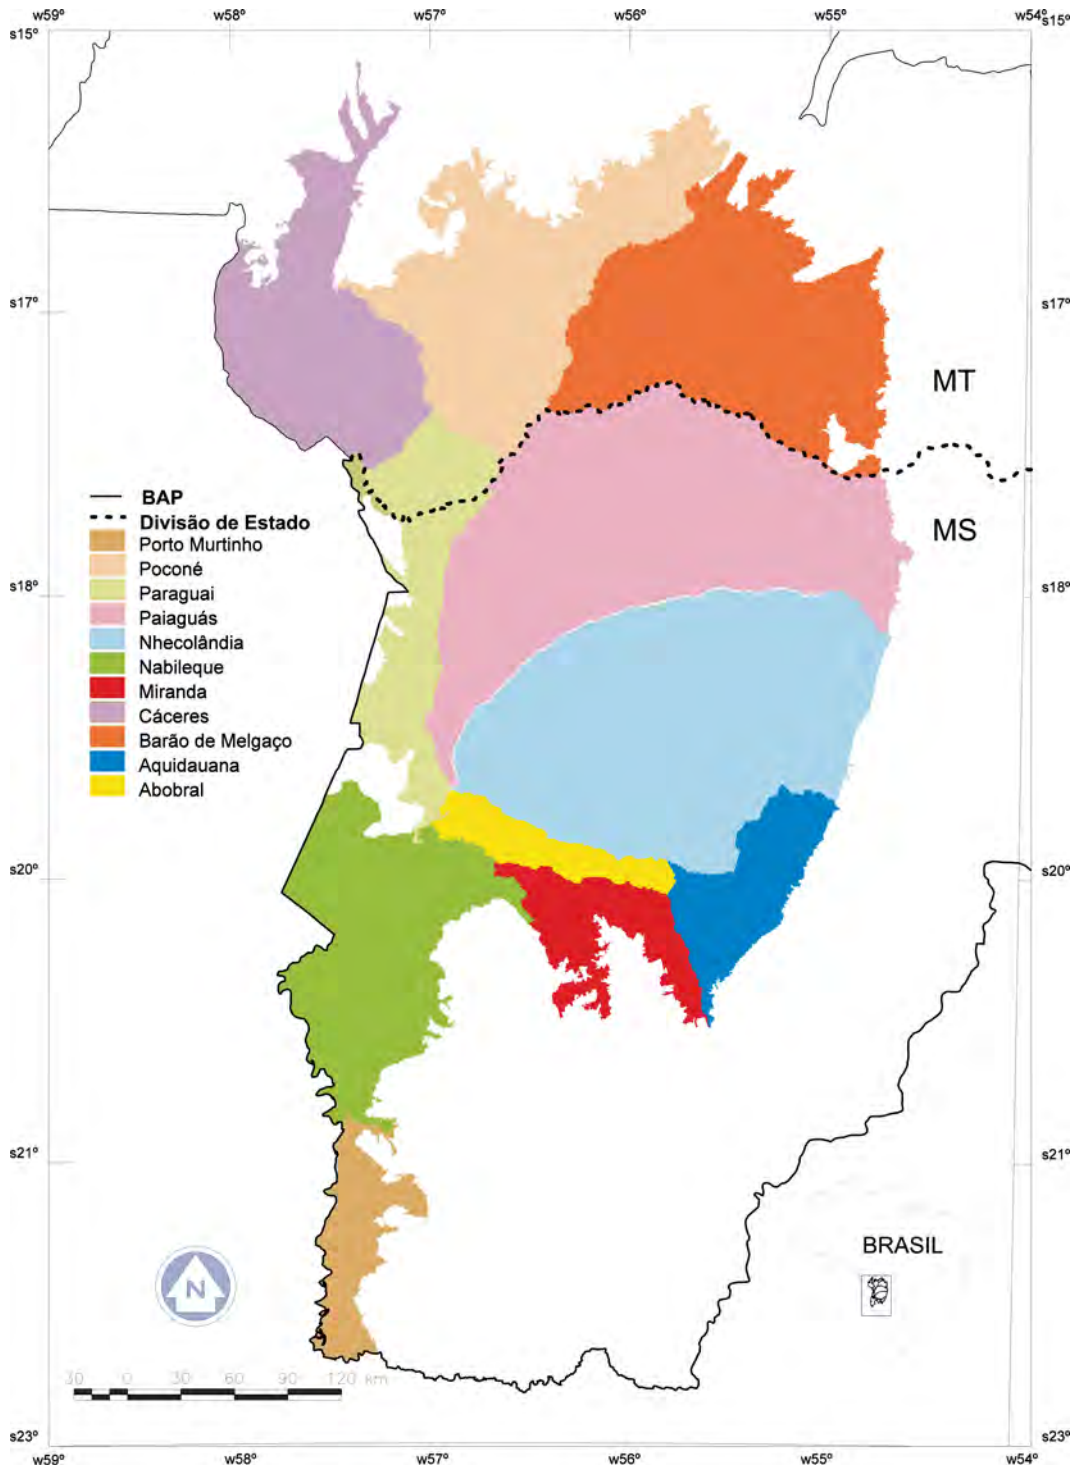 w59º w58º w57º w56º w55º w54º
s15º s15º
s17º s17º
MT
BAP
Divisão de Estado
MS
Porto Murtinho
Poconé
s18º s18º
Paraguai
Paiaguás
Nhecolândia
Nabileque
Miranda
Cáceres
Barão de Melgaço
Aquidauana
Abobral
s20º s20º
s21º s21º
BRASIL
N
30 0 30 60 90 120 km
s23º s23º
w59º w58º w57º w56º w55º w54º